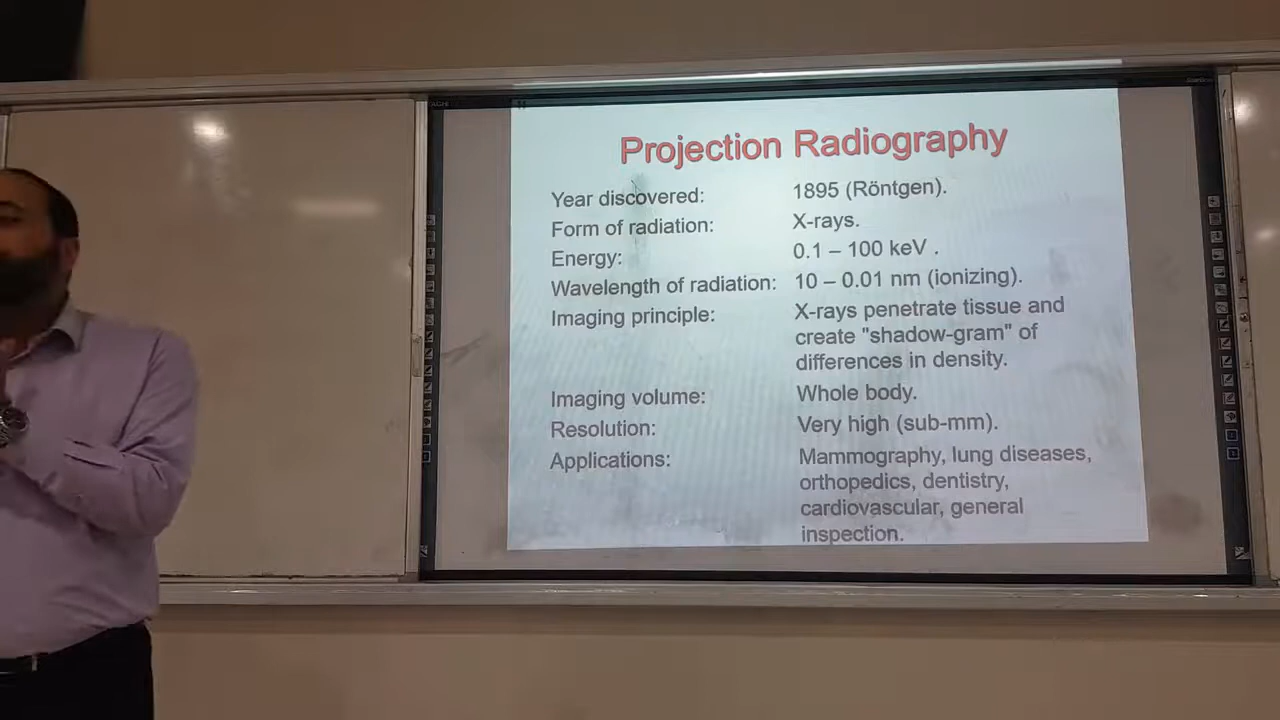 Projection Radiography
Year discovered: 1895 (Röntgen).
Form of radiation: X-rays.
Energy: 0.1 – 100 keV .
Wavelength of radiation: 10 – 0.01 nm (ionizing).
Imaging principle: X-rays penetrate tissue and
create "shadow-gram" of
differences in density.
Imaging volume: Whole body.
Resolution: Very high (sub-mm).
Applications: Mammography, lung diseases,
orthopedics, dentistry,
cardiovascular, general
inspection.